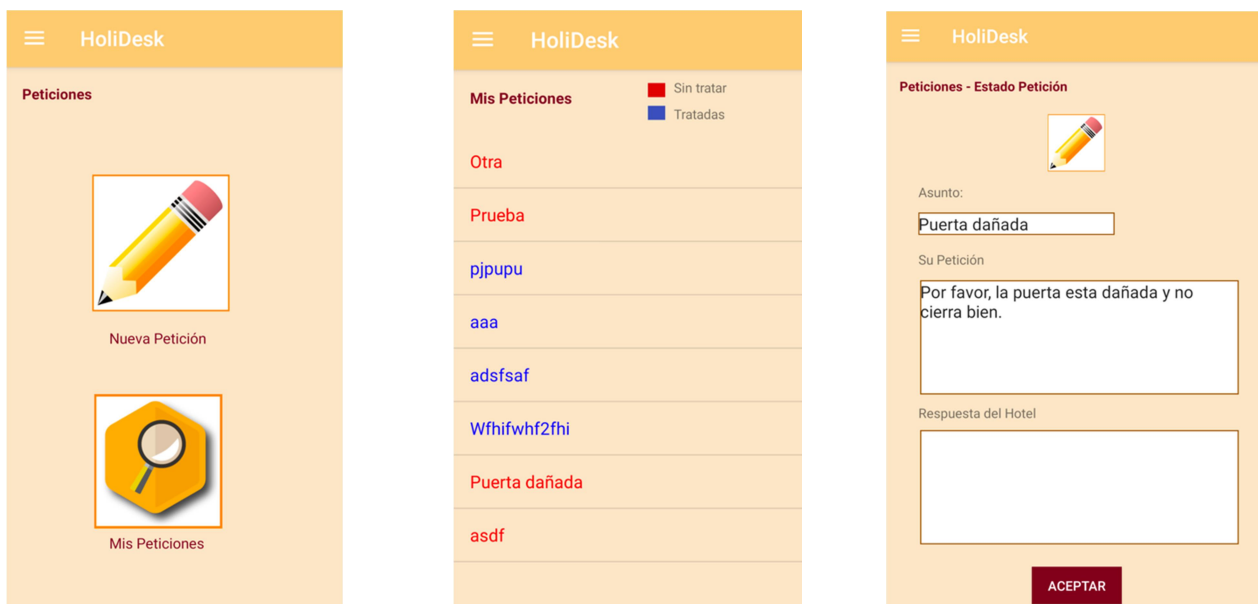 HoliDesk
Peticiones
Nueva Petición
Mis Peticiones
HoliDesk
Mis Peticiones
Sin tratar
Tratadas
Otra
Prueba
pjpupu
aaa
adsfsaf
Wfhifwhf2fhi
Puerta dañada
asdf
HoliDesk
Peticiones - Estado Petición
Asunto:
Puerta dañada
Su Petición
Por favor, la puerta esta dañada y no
cierra bien.
Respuesta del Hotel
ACEPTAR